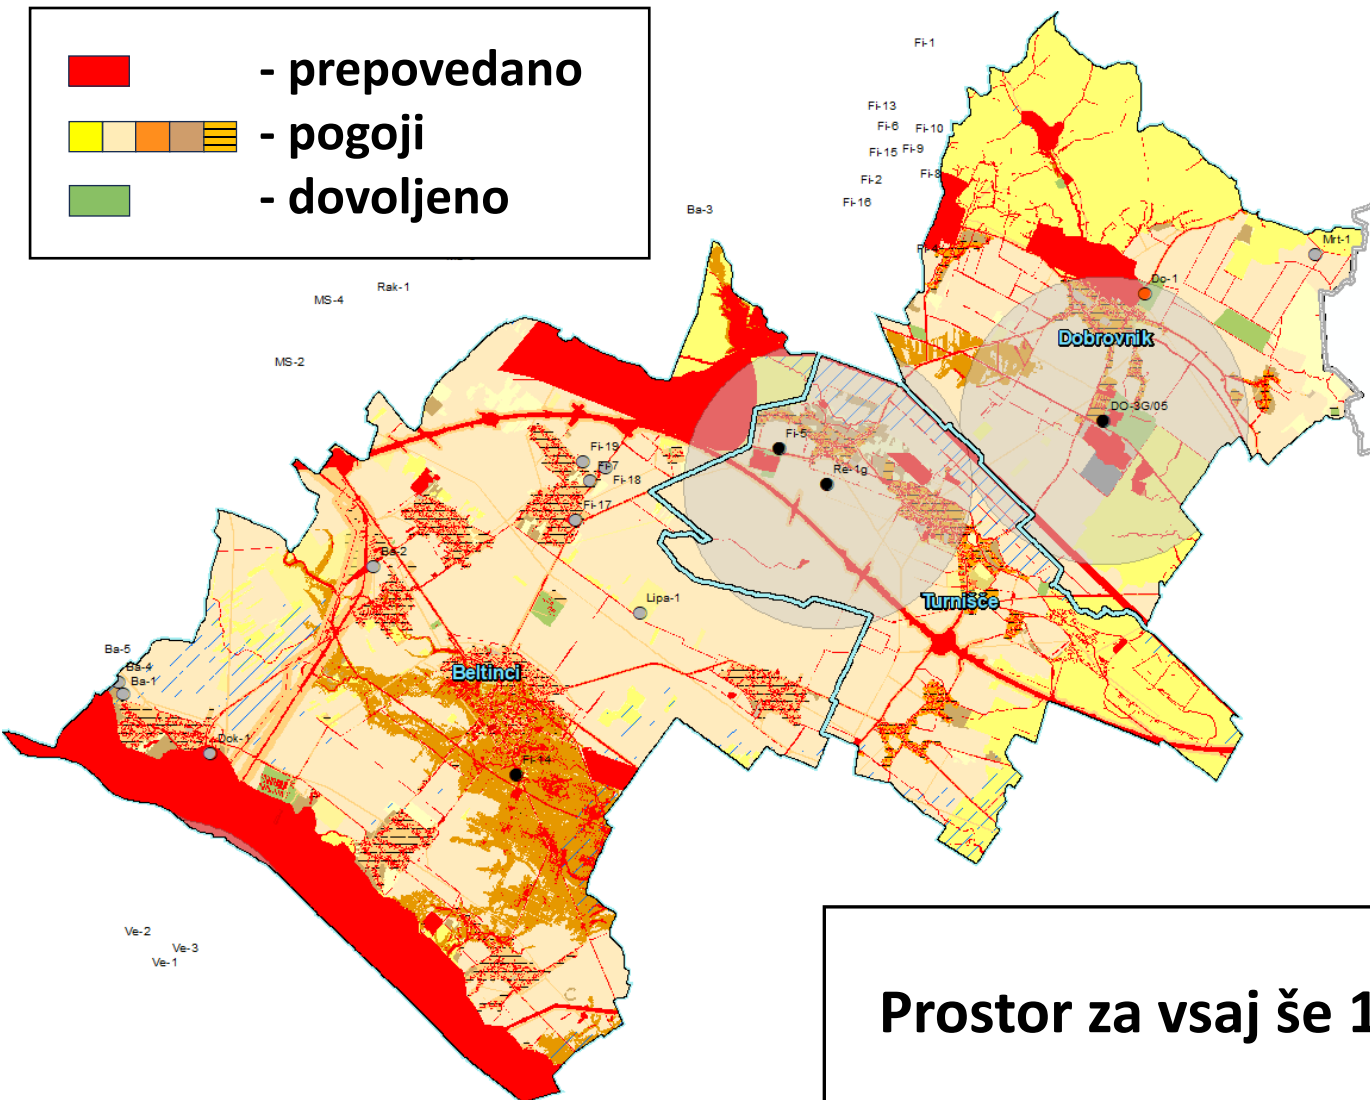 - prepovedano
- pogoji
- dovoljeno
Fi-1
Fi-13
Fi-6
Fi-10
Fi-15
Fi-9
Fi-2
Fi-8
Fi-16
Ba-3
Fi-4
Mrt-1
Rak-1
MS-4
Do-1
Dobrovnik
MS-2
DO-3G/05
Fi-5
Fi-19
Fi-7
Re-1g
Fi-18
Fi-17
Ba-2
Lipa-1
Turnišče
Ba-5
Ba-4
Beltinci
Ba-1
Dok-1
Fi-14
Ve-2
Ve-3
Ve-1
Prostor za vsaj še 1